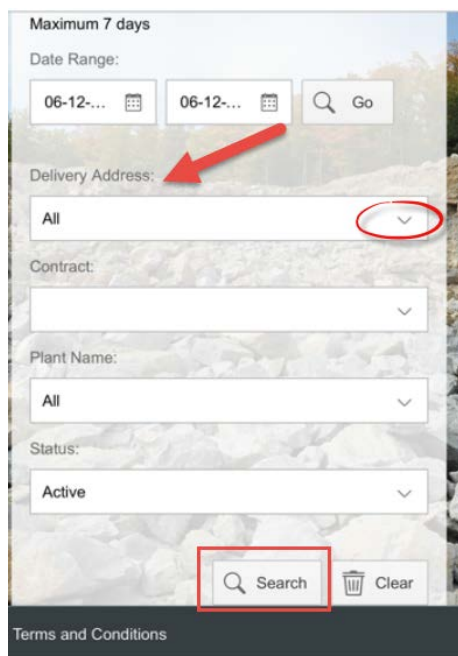 Maximum 7 days
Date Range:
06-12-... 06-12-... Go
Delivery Address:
All
Contract:
Plant Name:
All
Status:
Active
Search Clear
Terms and Conditions